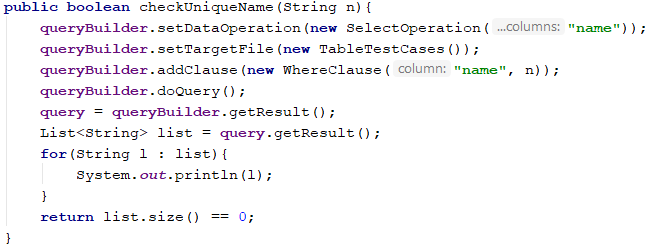 public boolean checkUniqueName(String n){
queryBuilder.setDataOperation(new SelectOperation( ...columns: "name"));
queryBuilder.setTargetFile(new TableTestCases());
queryBuilder.addClause(new WhereClause( column: "name", n));
queryBuilder.doQuery();
query = queryBuilder.getResult();
List<String> list = query.getResult();
for(String l : list){
System.out.println(l);
}
return list.size() == 0;
}